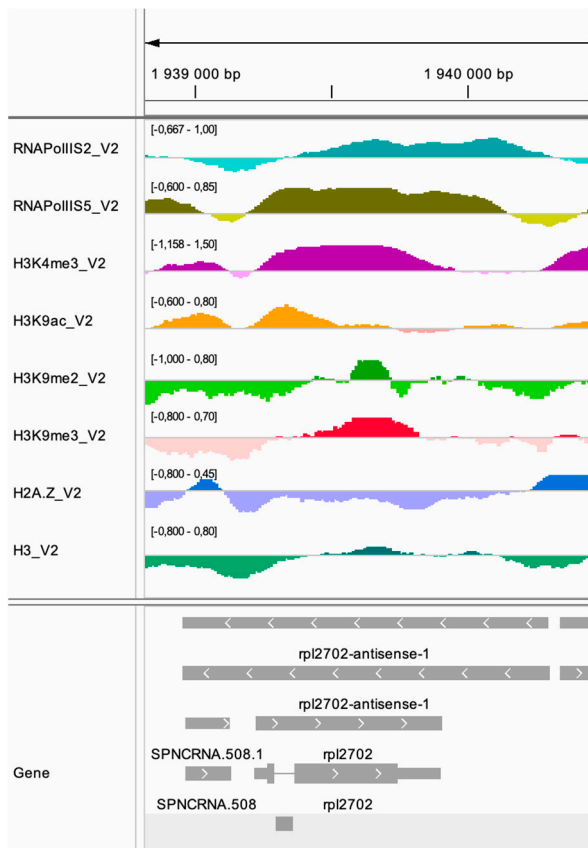 1 939 000 bp 1 940 000 bp
RNAPolIIS2_V2 [-0,667 - 1,00]
RNAPolIIS5_V2 [-0,600 - 0,85]
H3K4me3_V2 [-1,158 - 1,50]
H3K9ac_V2 [-0,600 - 0,80]
H3K9me2_V2 [-1,000 - 0,80]
H3K9me3_V2 [-0,800 - 0,70]
H2A.Z_V2 [-0,800 - 0,45]
H3_V2 [-0,800 - 0,80]
rpl2702-antisense-1
rpl2702-antisense-1
SPNCRNA.508.1 rpl2702
Gene
SPNCRNA.508 rpl2702